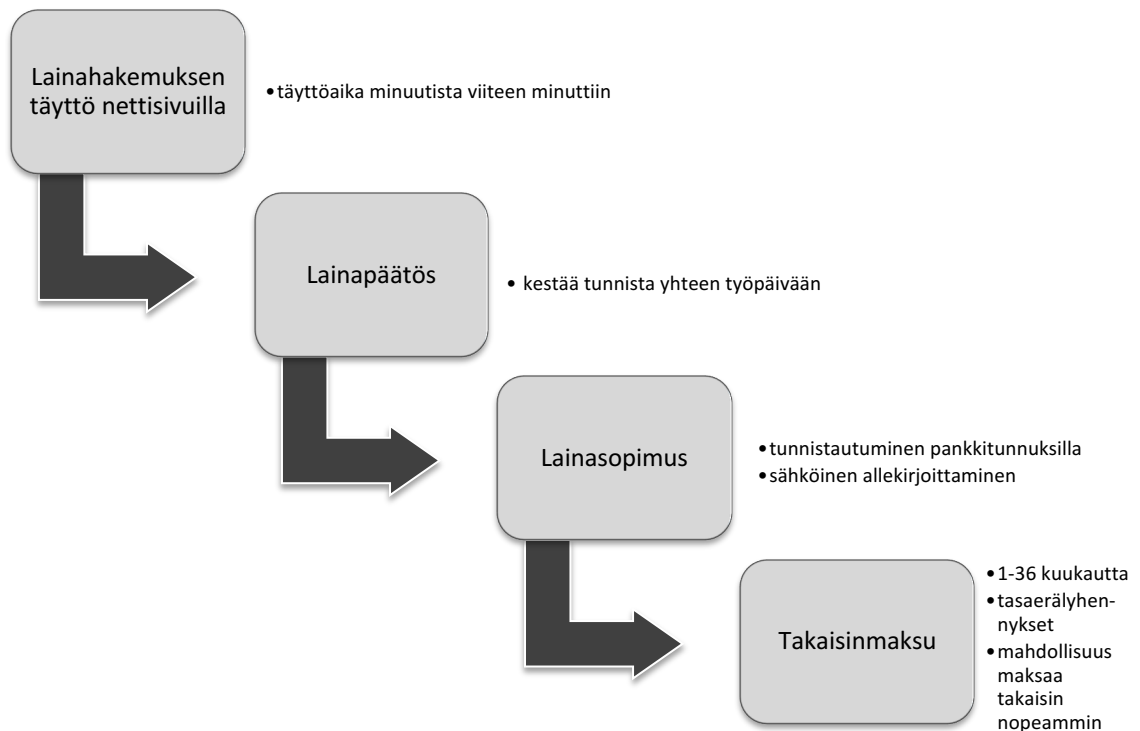 Lainahakemuksen
täyttö nettisivuilla
•täyttöaika minuutista viiteen minuttiin
Lainapäätös
• kestää tunnista yhteen työpäivään
Lainasopimus
•tunnistautuminen pankkitunnuksilla
•sähköinen allekirjoittaminen
Takaisinmaksu
•1-36 kuukautta
•tasaerälyhen-
nykset
•mahdollisuus
maksaa
takaisin
nopeammin